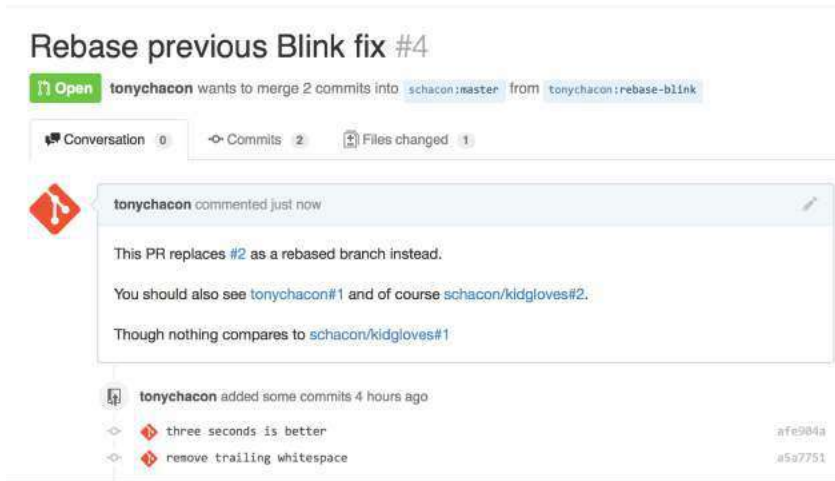 Rebase previous Blink fix #4
Open tonychacon wants to merge 2 commits into schacon:master from tonychacon:rebase-blink
Conversation 0 Commits 2 Files changed 1
tonychacon commented just now
This PR replaces #2 as a rebased branch instead.
You should also see tonychacon#1 and of course schacon/kidgloves#2.
Though nothing compares to schacon/kidgloves#1
tonychacon added some commits 4 hours ago
three seconds is better afe904a
remove trailing whitespace a5a7751